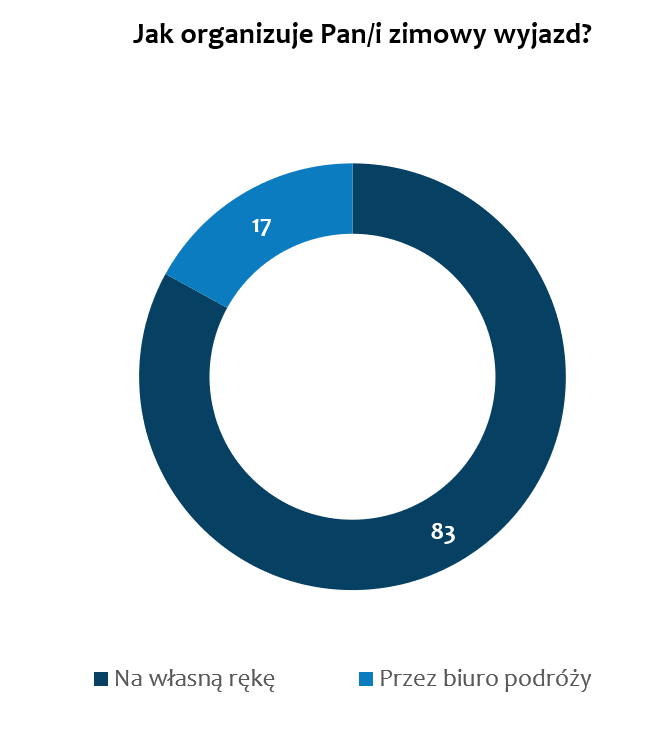 Jak organizuje Pan/i zimowy wyjazd?
17
83
Na własną rękę
Przez biuro podróży